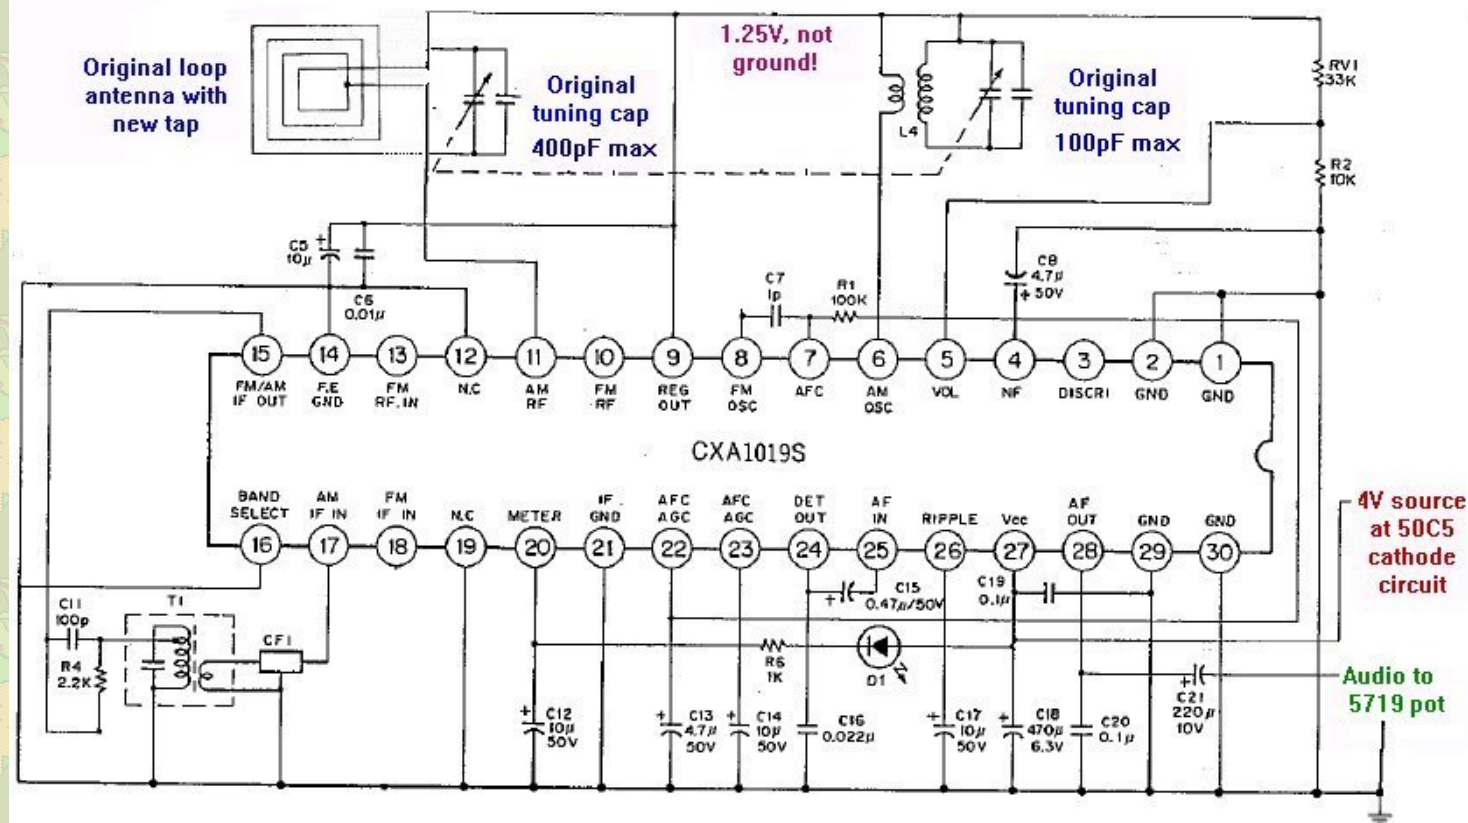 Original loop
antenna with
new tap
Original
tuning cap
400pF max
1.25V, not
ground!
L4
Original
tuning cap
100pF max
RV1
33K
R2
10K
C5
10μ
C6
0.01μ
C7
1p
R1
100K
C8
4.7μ
50V
15
14
13
12
11
10
9
8
7
6
5
4
3
2
1
FM/AM
IF OUT
F.E
GND
FM
RF.IN
N.C
AM
RF
FM
RF
REG
OUT
FM
OSC
AFC
AM
OSC
VOL
NF
DISCRI
GND
GND
CXA1019S
BAND
SELECT
AM
IF IN
FM
IF IN
N.C
METER
IF
GND
AFC
AGC
AFC
AGC
DET
OUT
AF
IN
RIPPLE
Vcc
AF
OUT
GND
GND
16
17
18
19
20
21
22
23
24
25
26
27
28
29
30
4V source
at 50C5
cathode
circuit
C11
100p
T1
CF1
R4
2.2K
C15
0.47μ/50V
C19
0.1μ
R6
1K
D1
C12
10μ
50V
C13
4.7μ
50V
C14
10μ
50V
C16
0.022μ
C17
10μ
50V
C18
470μ
6.3V
C20
0.1μ
C21
220μ
10V
Audio to
5719 pot